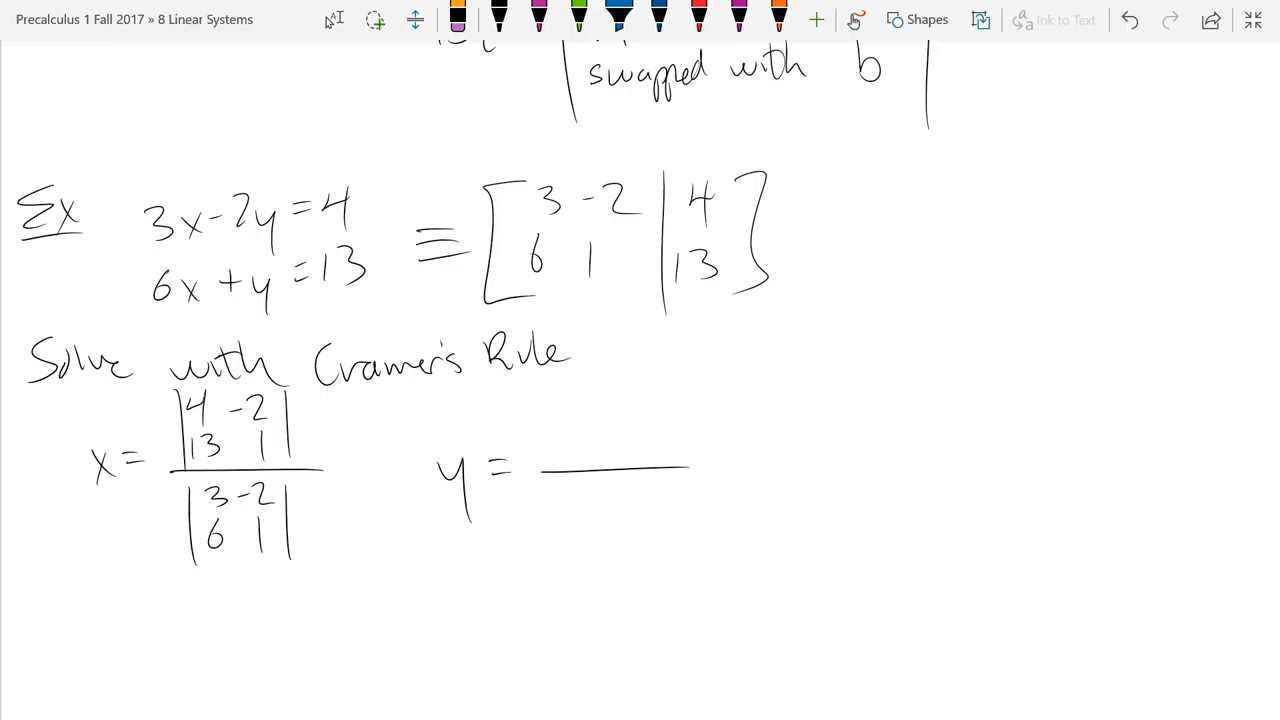 Precalculus 1 Fall 2017 » 8 Linear Systems
Shapes
Ink to Text
swapped with b
Ex
3x-2y=4
6x+y=13
≡
[3 -2 | 4]
[6 1 | 13]
Solve with Cramer's Rule
x =
|4 -2|
|13 1|
|3 -2|
|6 1|
y =